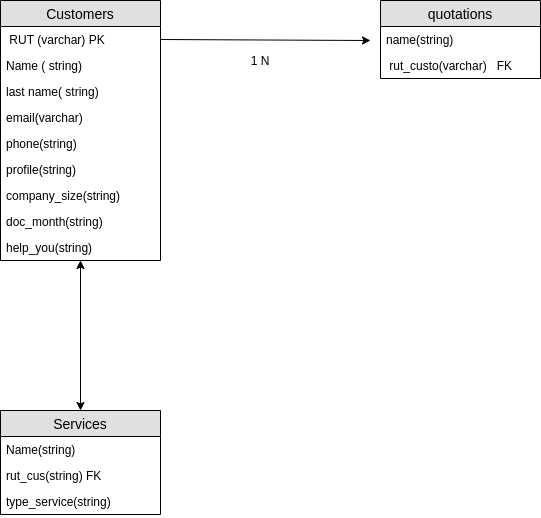 Customers
RUT (varchar) PK
Name ( string)
last name( string)
email(varchar)
phone(string)
profile(string)
company_size(string)
doc_month(string)
help_you(string)
1 N
quotations
name(string)
rut_custo(varchar) FK
Services
Name(string)
rut_cus(string) FK
type_service(string)